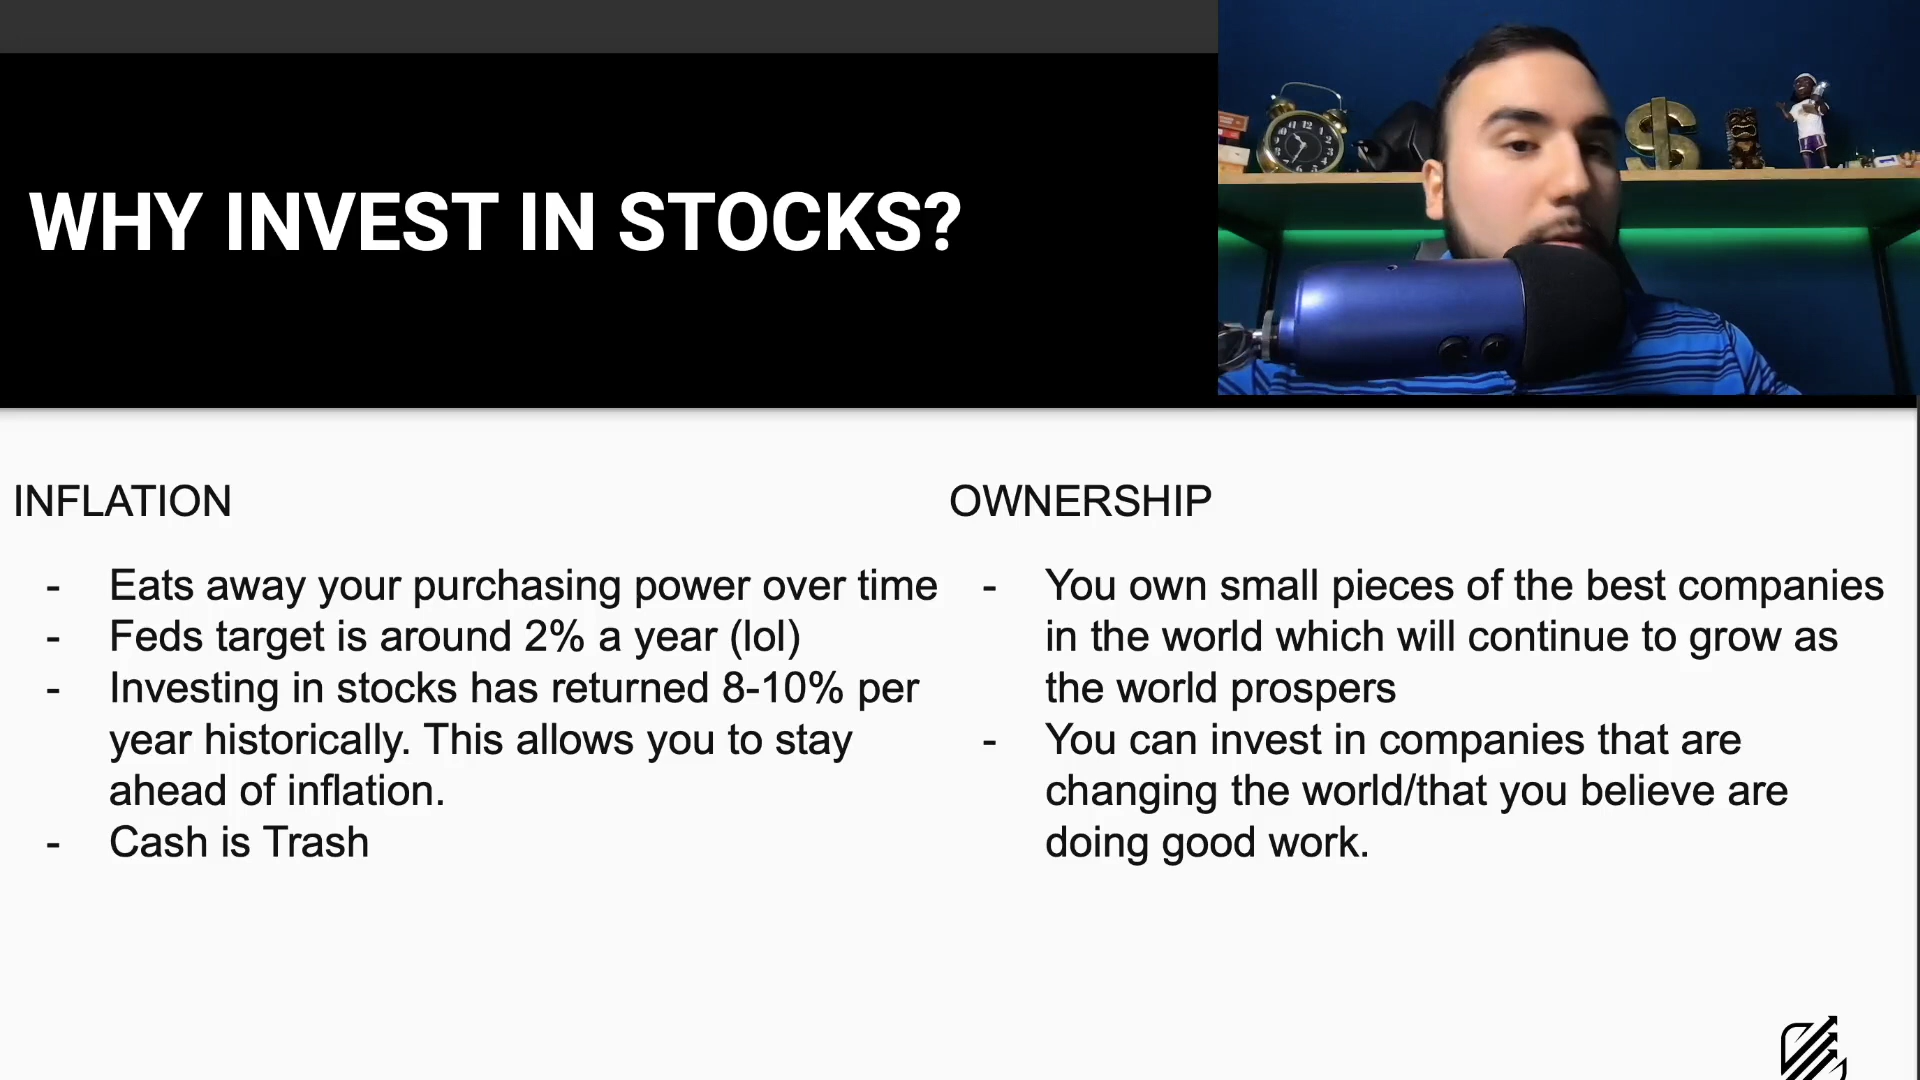 WHY INVEST IN STOCKS?
INFLATION
- Eats away your purchasing power over time
- Feds target is around 2% a year (lol)
- Investing in stocks has returned 8-10% per
year historically. This allows you to stay
ahead of inflation.
- Cash is Trash
OWNERSHIP
- You own small pieces of the best companies
in the world which will continue to grow as
the world prospers
- You can invest in companies that are
changing the world/that you believe are
doing good work.